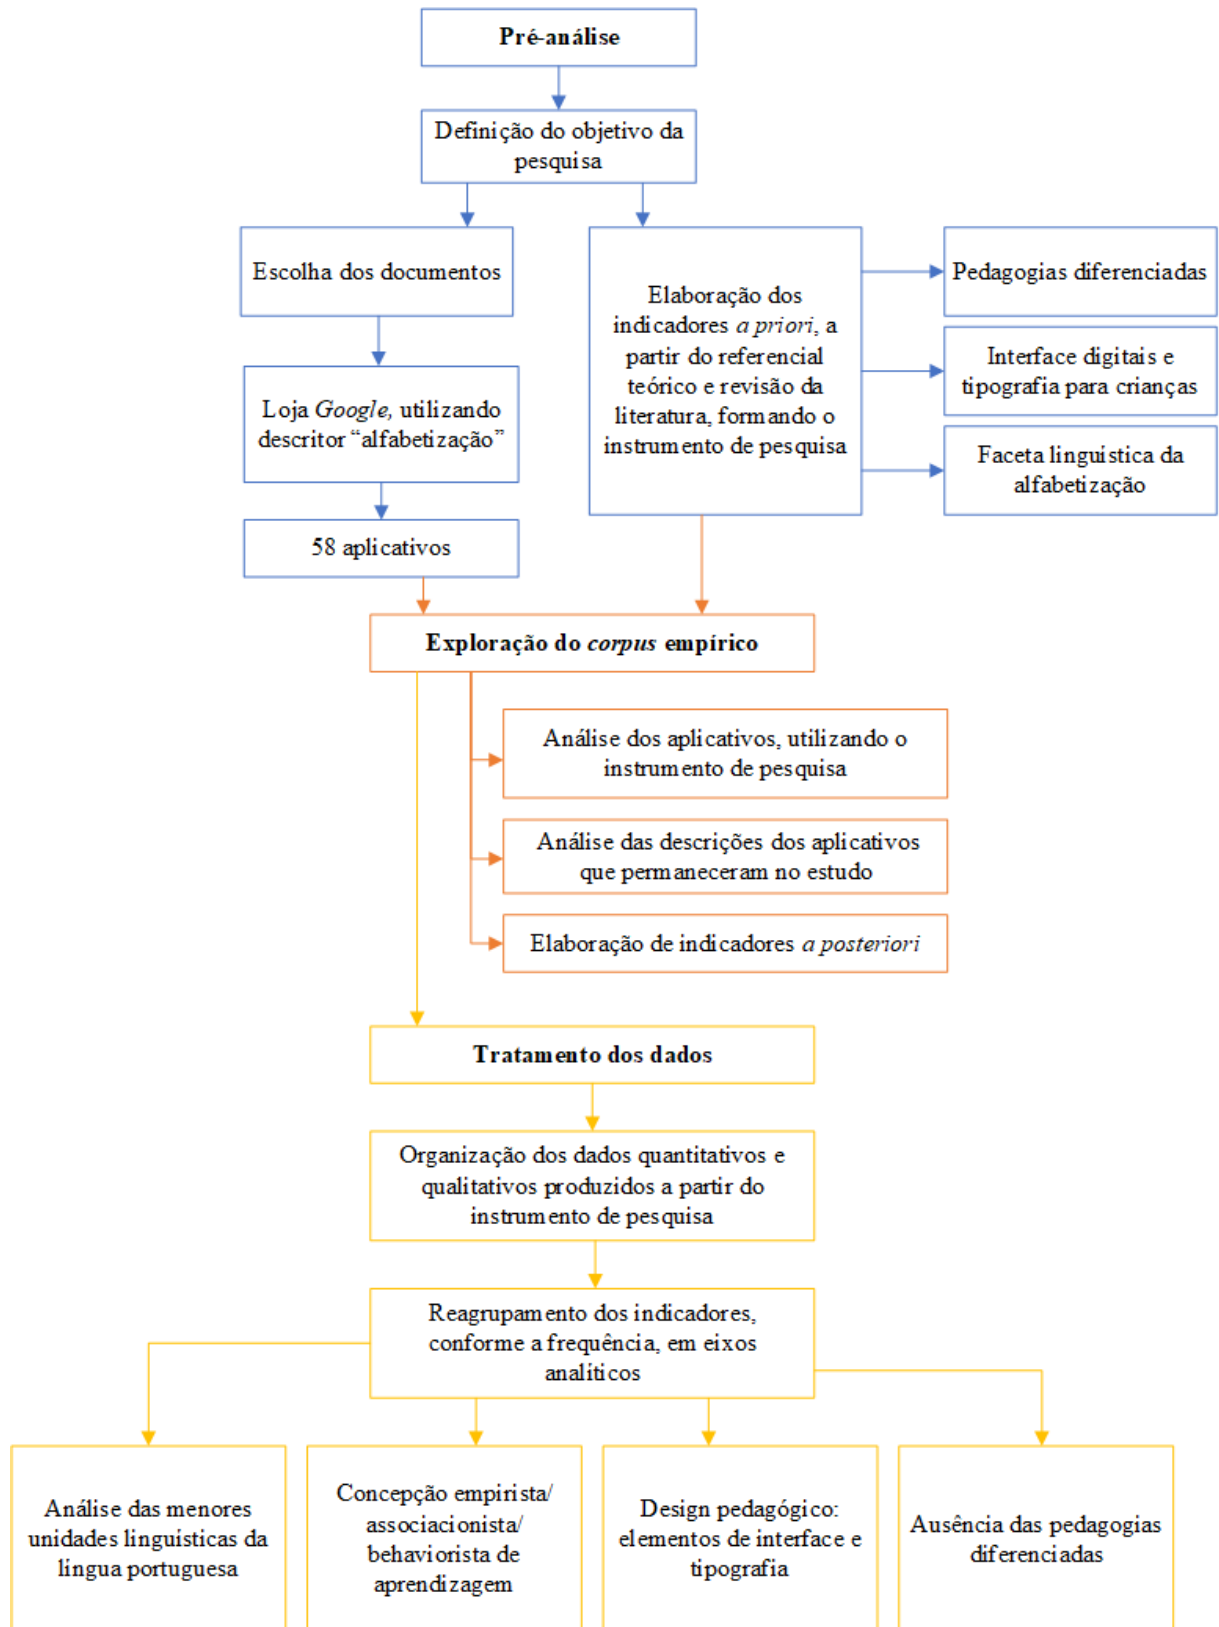 Pré-análise
Definição do objetivo da
pesquisa
Escolha dos documentos
Loja Google, utilizando
descritor “alfabetização”
58 aplicativos
Elaboração dos
indicadores a priori, a
partir do referencial
teórico e revisão da
literatura, formando o
instrumento de pesquisa
Pedagogias diferenciadas
Interface digitais e
tipografia para crianças
Faceta linguistica da
alfabetização
Exploração do corpus empírico
Análise dos aplicativos, utilizando o
instrumento de pesquisa
Análise das descrições dos aplicativos
que permaneceram no estudo
Elaboração de indicadores a posteriori
Tratamento dos dados
Organização dos dados quantitativos e
qualitativos produzidos a partir do
instrumento de pesquisa
Reagrupamento dos indicadores,
conforme a frequência, em eixos
analíticos
Análise das menores
unidades linguisticas da
língua portuguesa
Concepção empirista/
associacionista/
behaviorista de
aprendizagem
Design pedagógico:
elementos de interface e
tipografia
Ausência das pedagogias
diferenciadas